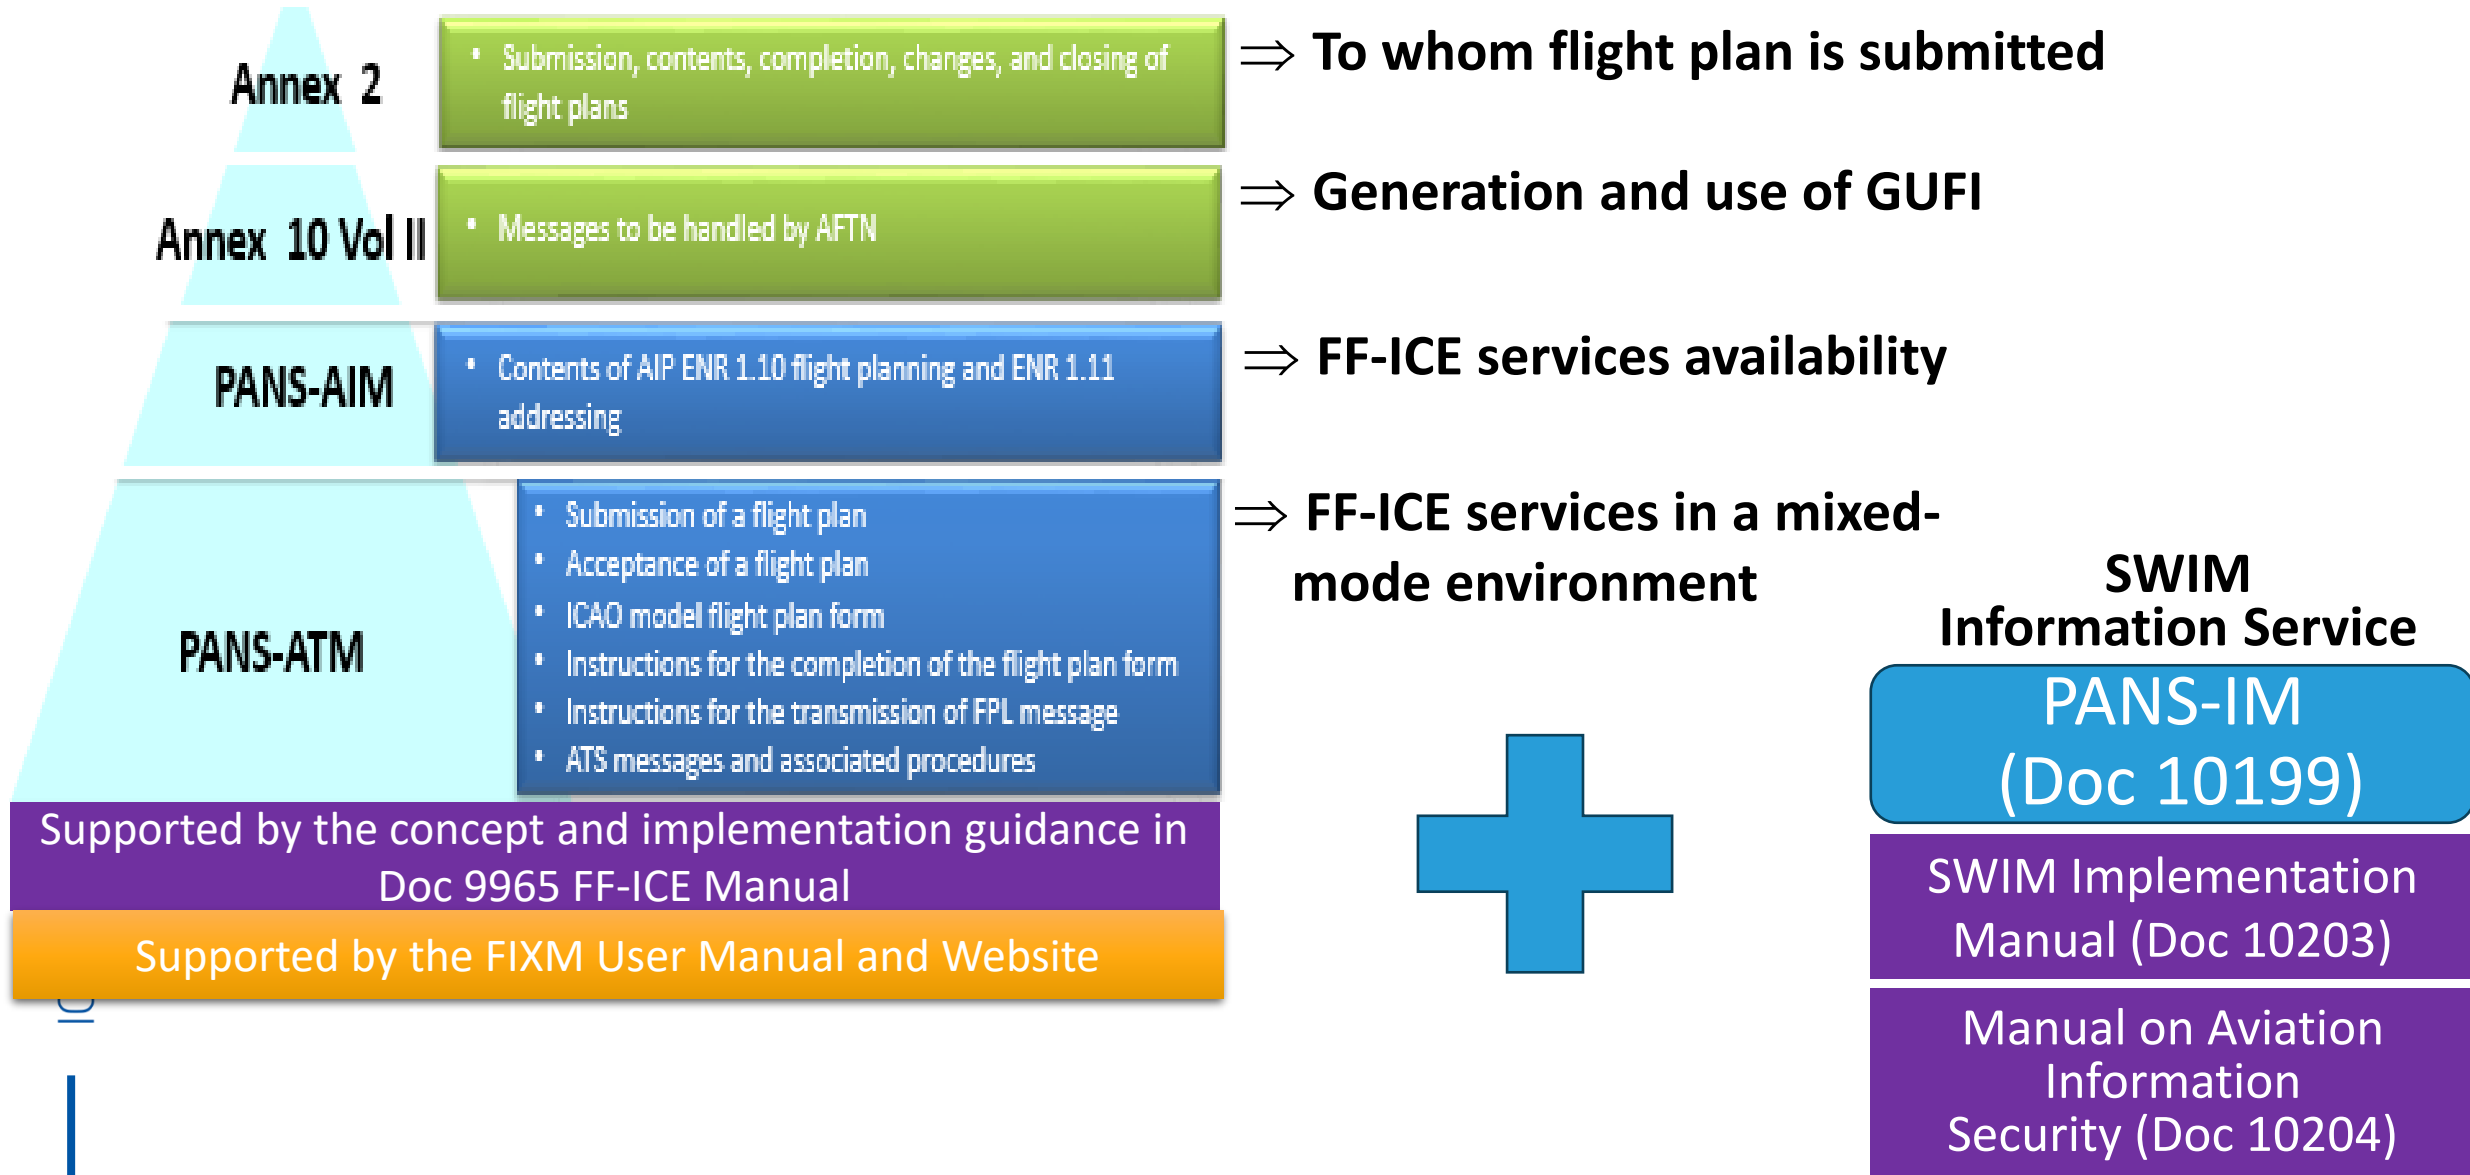 Annex 2
• Submission, contents, completion, changes, and closing of
flight plans
⇒ To whom flight plan is submitted
Annex 10 Vol II
• Messages to be handled by AFTN
⇒ Generation and use of GUFI
PANS-AIM
• Contents of AIP ENR 1.10 flight planning and ENR 1.11
addressing
⇒ FF-ICE services availability
PANS-ATM
• Submission of a flight plan
• Acceptance of a flight plan
• ICAO model flight plan form
• Instructions for the completion of the flight plan form
• Instructions for the transmission of FPL message
• ATS messages and associated procedures
⇒ FF-ICE services in a mixed-
mode environment
Supported by the concept and implementation guidance in
Doc 9965 FF-ICE Manual
Supported by the FIXM User Manual and Website
SWIM
Information Service
PANS-IM
(Doc 10199)
SWIM Implementation
Manual (Doc 10203)
Manual on Aviation
Information
Security (Doc 10204)